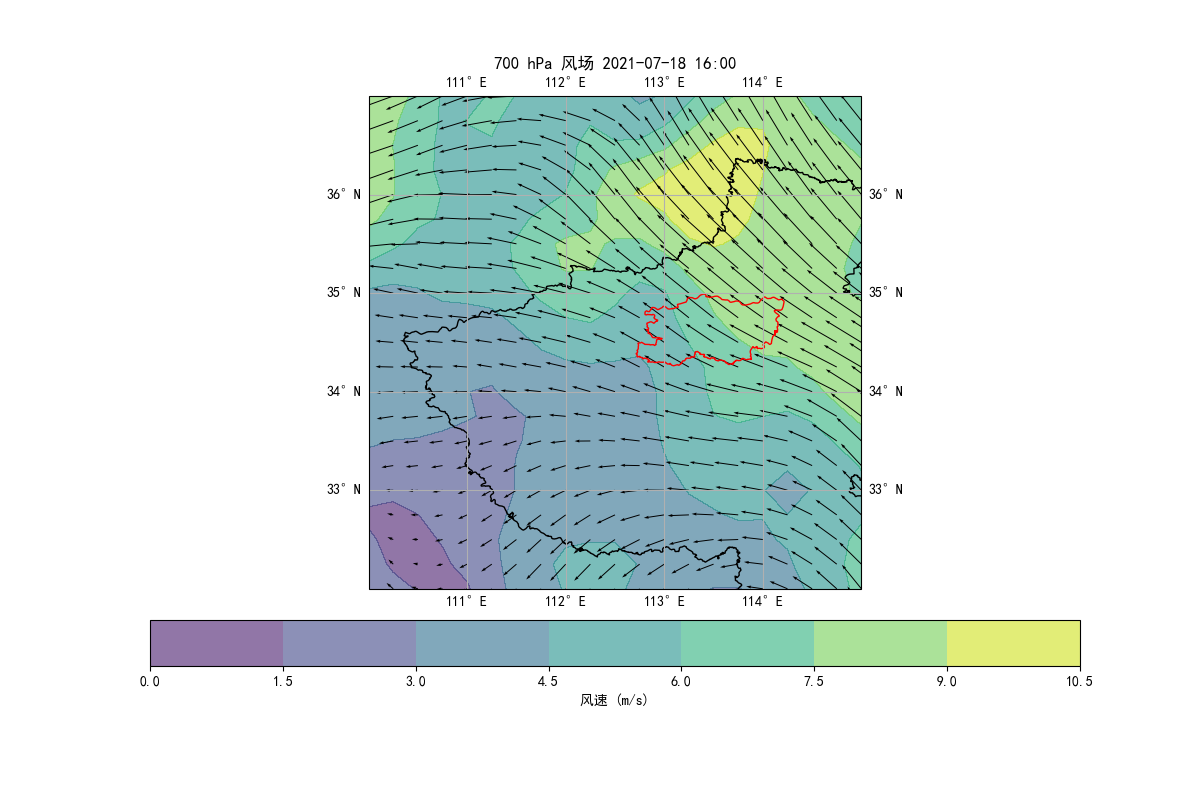 700 hPa 风场 2021-07-18 16:00
111° E 112° E 113° E 114° E
36° N 36° N
35° N 35° N
34° N 34° N
33° N 33° N
111° E 112° E 113° E 114° E
0.0 1.5 3.0 4.5 6.0 7.5 9.0 10.5
风速 (m/s)